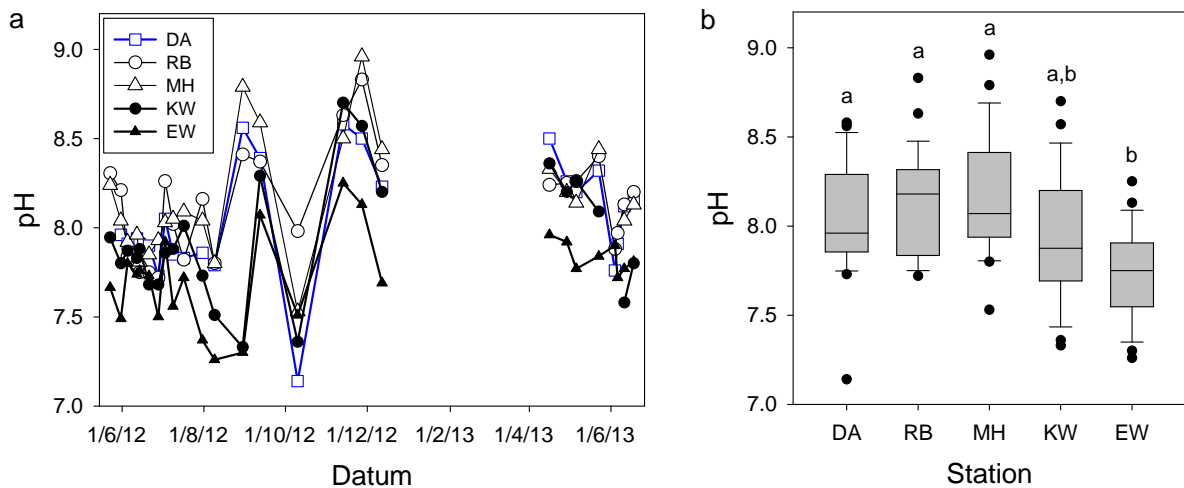 a
DA
RB
MH
KW
EW
pH
9.0
8.5
8.0
7.5
7.0
1/6/12 1/8/12 1/10/12 1/12/12 1/2/13 1/4/13 1/6/13
Datum
b
a a a a,b b
pH
9.0
8.5
8.0
7.5
7.0
DA RB MH KW EW
Station